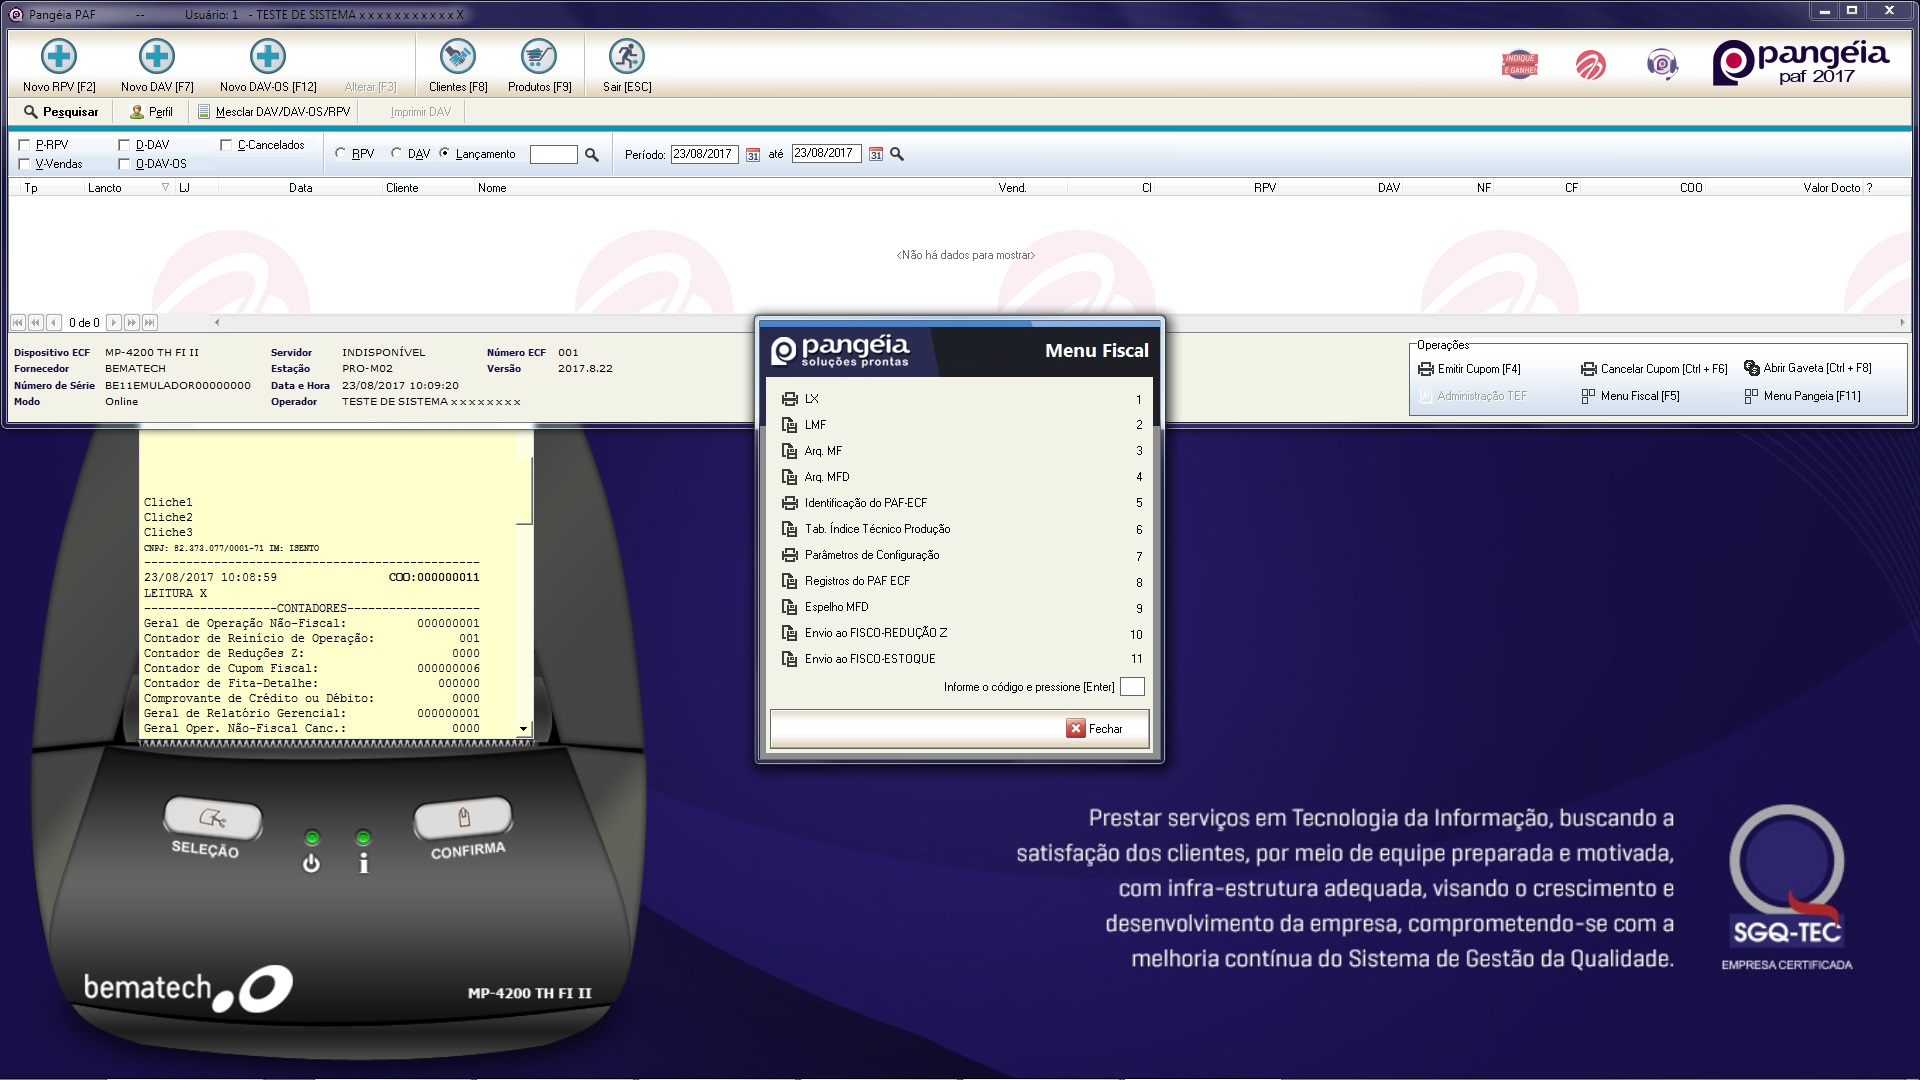 Pangéia PAF -- Usuário: 1 - TESTE DE SISTEMA x x x x x x x x x x x X
Novo RPV [F2] Novo DAV [F7] Novo DAV-OS [F12] Alterar [F3] Clientes [F8] Produtos [F9] Sair [ESC]
INDIQUE E GANHE!
pangéia
paf 2017
Pesquisar Perfil Mesclar DAV/DAV-OS/RPV Imprimir DAV
P-RPV D-DAV C-Cancelados
V-Vendas O-DAV-OS
RPV DAV Lançamento Período: 23/08/2017 31 até 23/08/2017 31
Tp Lancto LJ Data Cliente Nome Vend. CI RPV DAV NF CF COO Valor Docto ?
<Não há dados para mostrar>
0 de 0
Dispositivo ECF MP-4200 TH FI II Servidor INDISPONÍVEL Número ECF 001
Fornecedor BEMATECH Estação PRO-M02 Versão 2017.8.22
Número de Série BE11EMULADOR00000000 Data e Hora 23/08/2017 10:09:20
Modo Online Operador TESTE DE SISTEMA x x x x x x x x
Operações
Emitir Cupom [F4] Cancelar Cupom [Ctrl + F6] Abrir Gaveta [Ctrl + F8]
Administração TEF Menu Fiscal [F5] Menu Pangeia [F11]
pangéia
soluções prontas
Menu Fiscal
LX 1
LMF 2
Arq. MF 3
Arq. MFD 4
Identificação do PAF-ECF 5
Tab. Índice Técnico Produção 6
Parâmetros de Configuração 7
Registros do PAF ECF 8
Espelho MFD 9
Envio ao FISCO-REDUÇÃO Z 10
Envio ao FISCO-ESTOQUE 11
Informe o código e pressione [Enter]
Fechar
Cliche1
Cliche2
Cliche3
CNPJ: 82.373.077/0001-71 IM: ISENTO
------------------------------------------------
23/08/2017 10:08:59 COO:000000011
LEITURA X
-------------------CONTADORES-------------------
Geral de Operação Não-Fiscal: 000000001
Contador de Reinício de Operação: 001
Contador de Reduções Z: 0000
Contador de Cupom Fiscal: 000000006
Contador de Fita-Detalhe: 000000
Comprovante de Crédito ou Débito: 0000
Geral de Relatório Gerencial: 000000001
Geral Oper. Não-Fiscal Canc.: 0000
SELEÇÃO
CONFIRMA
bematech
MP-4200 TH FI II
Prestar serviços em Tecnologia da Informação, buscando a
satisfação dos clientes, por meio de equipe preparada e motivada,
com infra-estrutura adequada, visando o crescimento e
desenvolvimento da empresa, comprometendo-se com a
melhoria contínua do Sistema de Gestão da Qualidade.
SGQ-TEC
EMPRESA CERTIFICADA